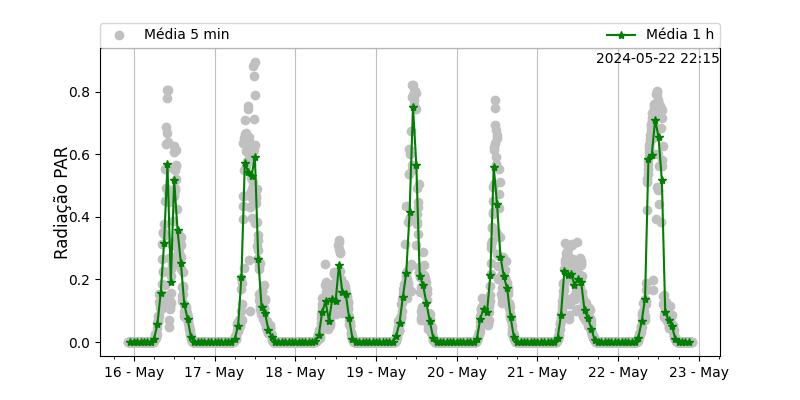 Média 5 min
Média 1 h
2024-05-22 22:15
Radiação PAR
0.8
0.6
0.4
0.2
0.0
16 - May
17 - May
18 - May
19 - May
20 - May
21 - May
22 - May
23 - May